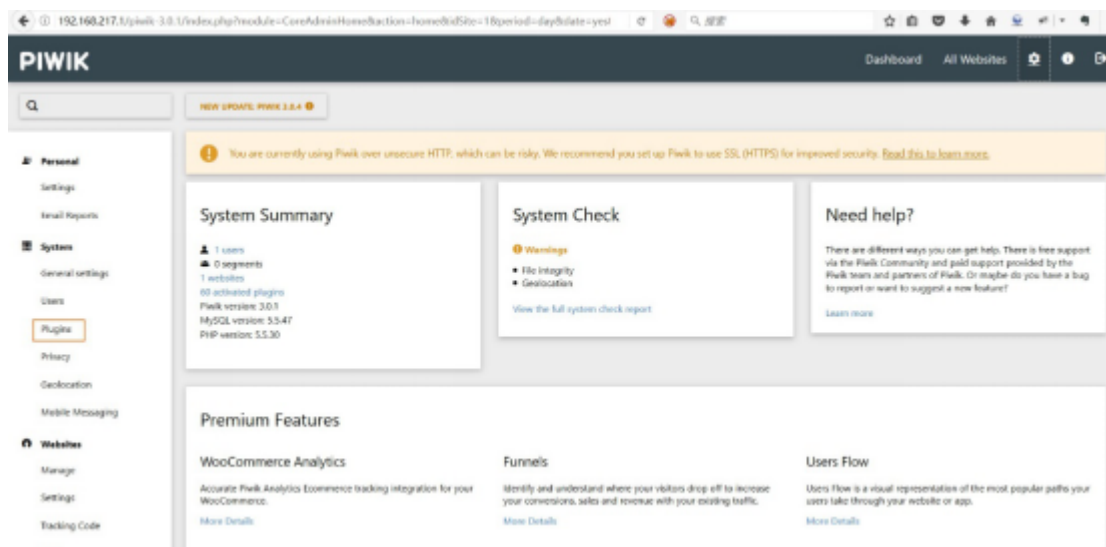 192.168.217.1/piwik-3.0.1/index.php?module=CoreAdminHome&action=home&idSite=1&period=day&date=yest
搜索
PIWIK
Dashboard All Websites
NEW UPDATE: PIWIK 3.0.4
You are currently using Piwik over unsecure HTTP, which can be risky. We recommend you set up Piwik to use SSL (HTTPS) for improved security. Read this to learn more.
Personal
Settings
Email Reports
System
General settings
Users
Plugins
Privacy
Geolocation
Mobile Messaging
Websites
Manage
Settings
Tracking Code
System Summary
1 users
0 segments
1 websites
60 activated plugins
Piwik version: 3.0.1
MySQL version: 5.5.47
PHP version: 5.5.30
System Check
Warnings
File integrity
Geolocation
View the full system check report
Need help?
There are different ways you can get help. There is free support
via the Piwik Community and paid support provided by the
Piwik team and partners of Piwik. Or maybe do you have a bug
to report or want to suggest a new feature?
Learn more
Premium Features
WooCommerce Analytics
Accurate Piwik Analytics Ecommerce tracking integration for your
WooCommerce.
More Details
Funnels
Identify and understand where your visitors drop off to increase
your conversions, sales and revenue with your existing traffic.
More Details
Users Flow
Users Flow is a visual representation of the most popular paths your
users take through your website or app.
More Details